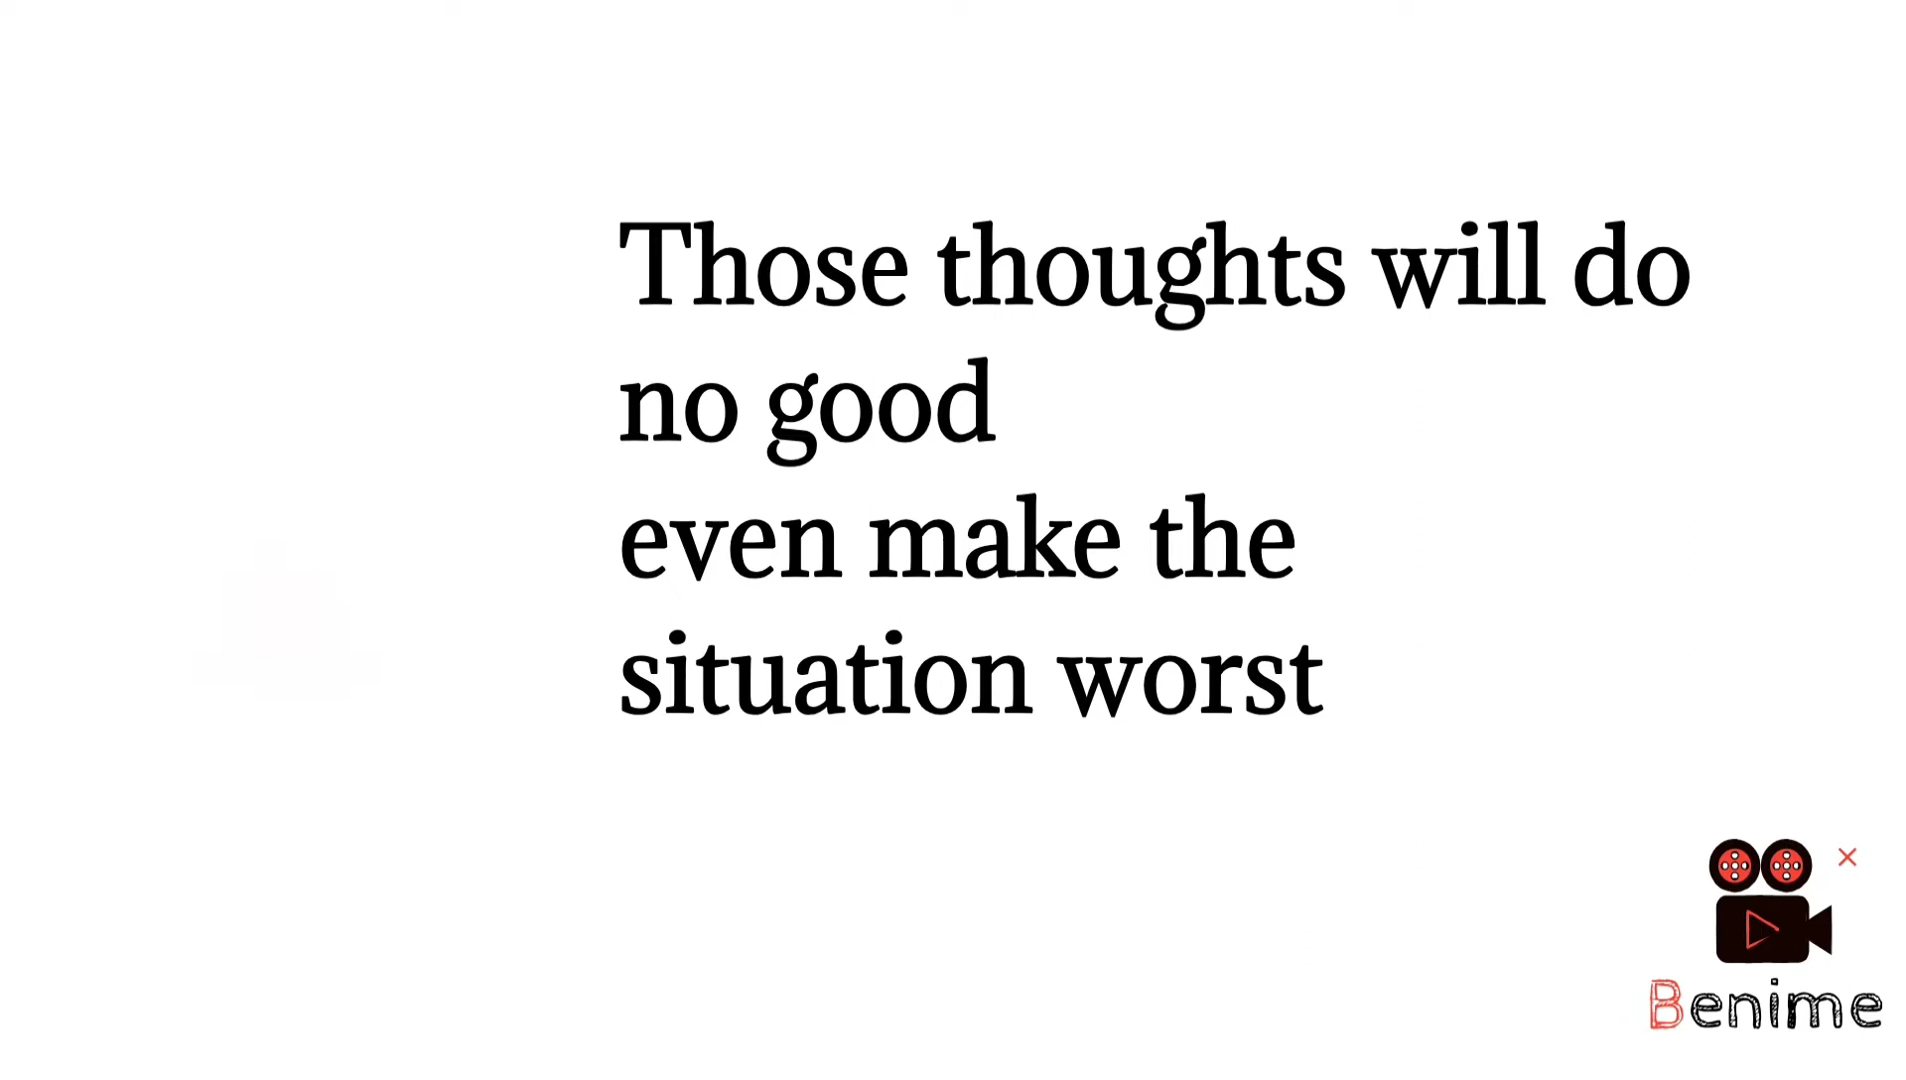 Those thoughts will do
no good
even make the
situation worst
Benime